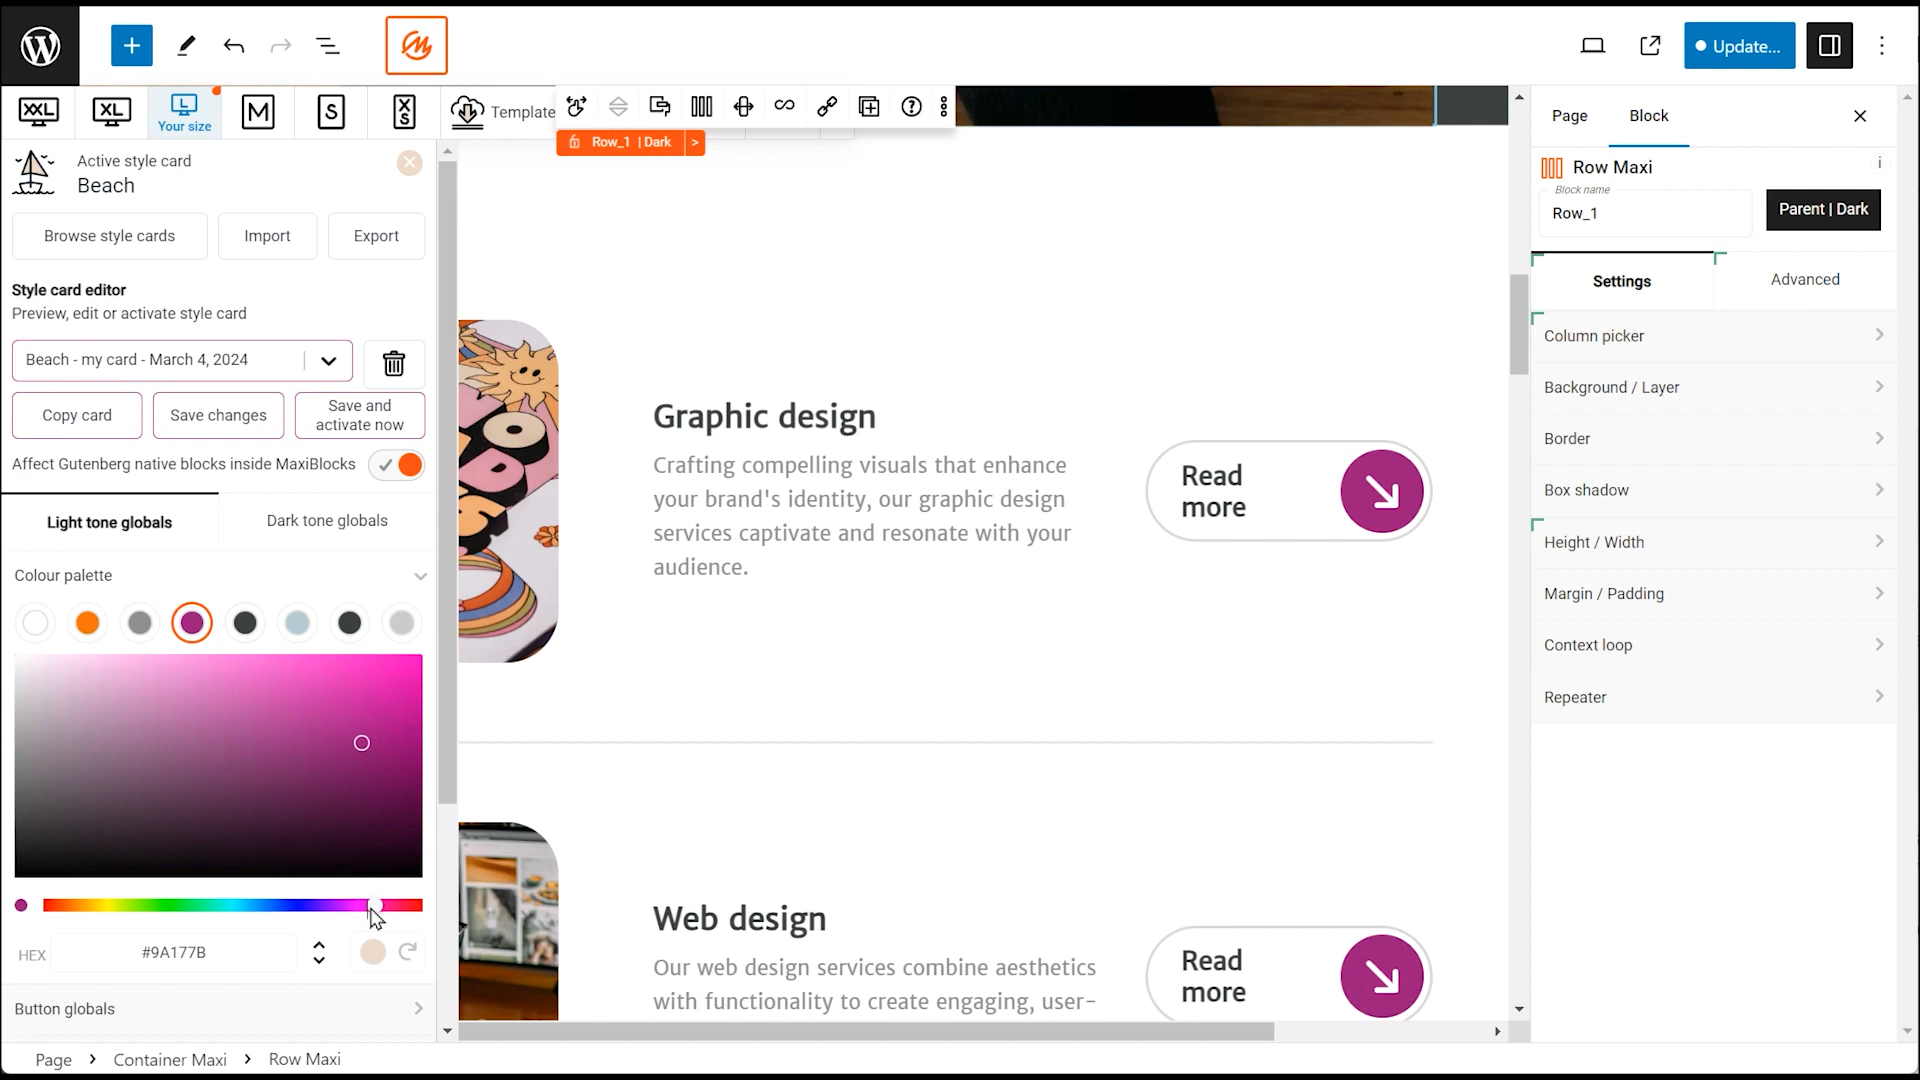 Update...
XXL
XL
L
Your size
M
S
XS
Template
Row_1 | Dark >
Active style card
Beach
Browse style cards
Import
Export
Style card editor
Preview, edit or activate style card
Beach - my card - March 4, 2024
Copy card
Save changes
Save and
activate now
Affect Gutenberg native blocks inside MaxiBlocks
Light tone globals
Dark tone globals
Colour palette
HEX
#9A177B
Button globals
Graphic design
Crafting compelling visuals that enhance
your brand's identity, our graphic design
services captivate and resonate with your
audience.
Read
more
Web design
Our web design services combine aesthetics
with functionality to create engaging, user-
Read
more
Page
Block
Row Maxi
i
Block name
Row_1
Parent | Dark
Settings
Advanced
Column picker
Background / Layer
Border
Box shadow
Height / Width
Margin / Padding
Context loop
Repeater
Page > Container Maxi > Row Maxi